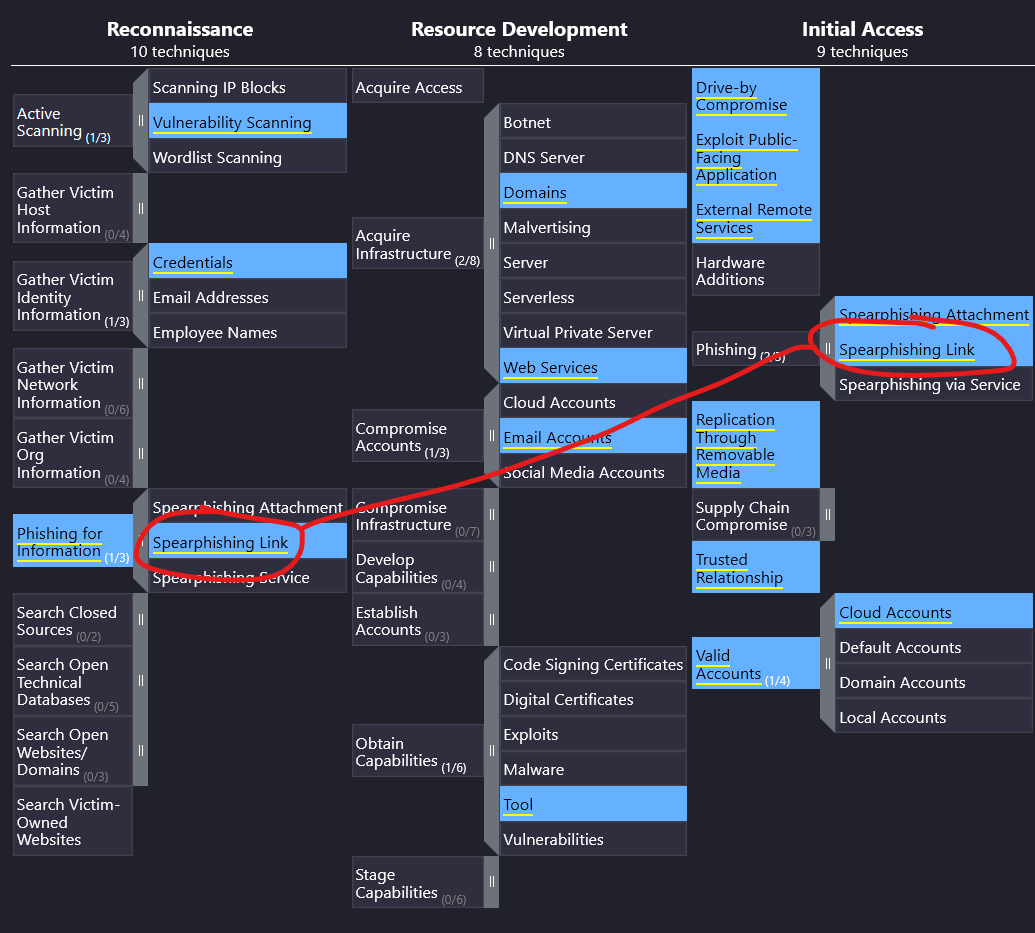 Reconnaissance
10 techniques
Active
Scanning (1/3)
Scanning IP Blocks
Vulnerability Scanning
Wordlist Scanning
Gather Victim
Host
Information (0/4)
Gather Victim
Identity
Information (1/3)
Credentials
Email Addresses
Employee Names
Gather Victim
Network
Information (0/6)
Gather Victim
Org
Information (0/4)
Phishing for
Information (1/3)
Spearphishing Attachment
Spearphishing Link
Spearphishing Service
Search Closed
Sources (0/2)
Search Open
Technical
Databases (0/5)
Search Open
Websites/
Domains (0/3)
Search Victim-
Owned
Websites
Resource Development
8 techniques
Acquire Access
Acquire
Infrastructure (2/8)
Botnet
DNS Server
Domains
Malvertising
Server
Serverless
Virtual Private Server
Web Services
Compromise
Accounts (1/3)
Cloud Accounts
Email Accounts
Social Media Accounts
Compromise
Infrastructure (0/7)
Develop
Capabilities (0/4)
Establish
Accounts (0/3)
Obtain
Capabilities (1/6)
Code Signing Certificates
Digital Certificates
Exploits
Malware
Tool
Vulnerabilities
Stage
Capabilities (0/6)
Initial Access
9 techniques
Drive-by
Compromise
Exploit Public-
Facing
Application
External Remote
Services
Hardware
Additions
Phishing (2/3)
Spearphishing Attachment
Spearphishing Link
Spearphishing via Service
Replication
Through
Removable
Media
Supply Chain
Compromise (0/3)
Trusted
Relationship
Valid
Accounts (1/4)
Cloud Accounts
Default Accounts
Domain Accounts
Local Accounts